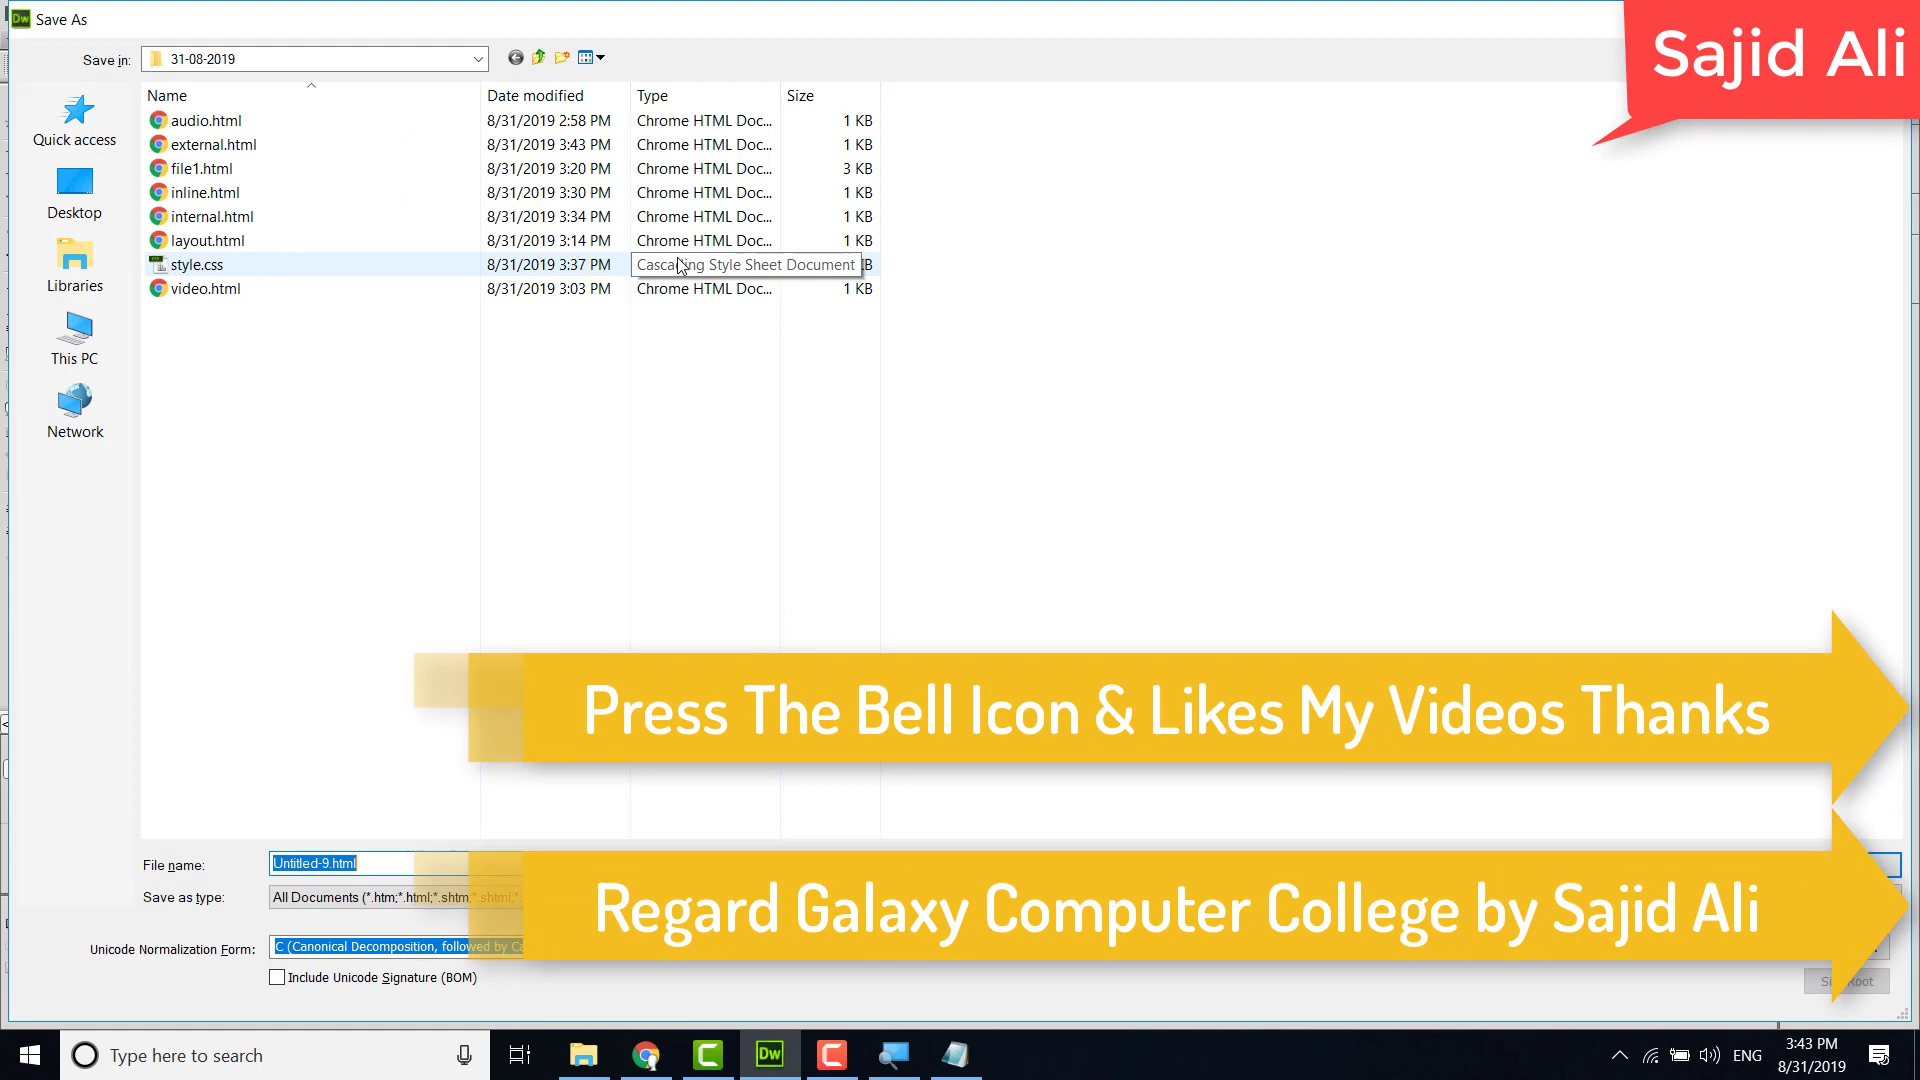 Dw Save As
Sajid Ali
Save in: 31-08-2019
Name Date modified Type Size
audio.html 8/31/2019 2:58 PM Chrome HTML Doc... 1 KB
external.html 8/31/2019 3:43 PM Chrome HTML Doc... 1 KB
file1.html 8/31/2019 3:20 PM Chrome HTML Doc... 3 KB
inline.html 8/31/2019 3:30 PM Chrome HTML Doc... 1 KB
internal.html 8/31/2019 3:34 PM Chrome HTML Doc... 1 KB
layout.html 8/31/2019 3:14 PM Chrome HTML Doc... 1 KB
style.css 8/31/2019 3:37 PM Cascading Style Sheet Document KB
video.html 8/31/2019 3:03 PM Chrome HTML Doc... 1 KB
Quick access
Desktop
Libraries
This PC
Network
Press The Bell Icon & Likes My Videos Thanks
File name: Untitled-9.html
Save as type: All Documents (*.htm;*.html;*.shtm;*.shtml;*.
Regard Galaxy Computer College by Sajid Ali
Unicode Normalization Form: C (Canonical Decomposition, followed by Ca
Include Unicode Signature (BOM)
Root
Type here to search
Dw
ENG
3:43 PM
8/31/2019